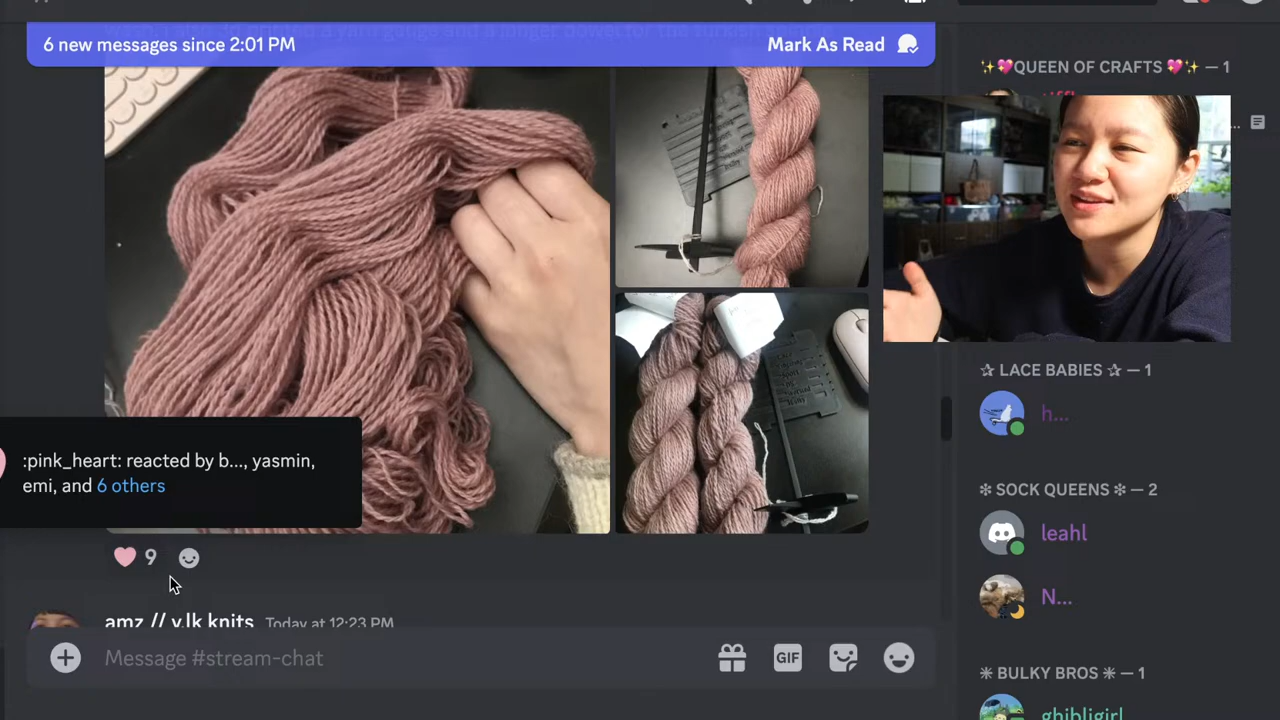 6 new messages since 2:01 PM
Mark As Read
✨💖QUEEN OF CRAFTS 💖✨ — 1
✰ LACE BABIES ✰ — 1
h...
:pink_heart: reacted by b..., yasmin,
emi, and 6 others
❇ SOCK QUEENS ❇ — 2
leahl
N...
9
amz // v.lk knits Today at 12:23 PM
Message #stream-chat
GIF
✳ BULKY BROS ✳ — 1
ghibligirl